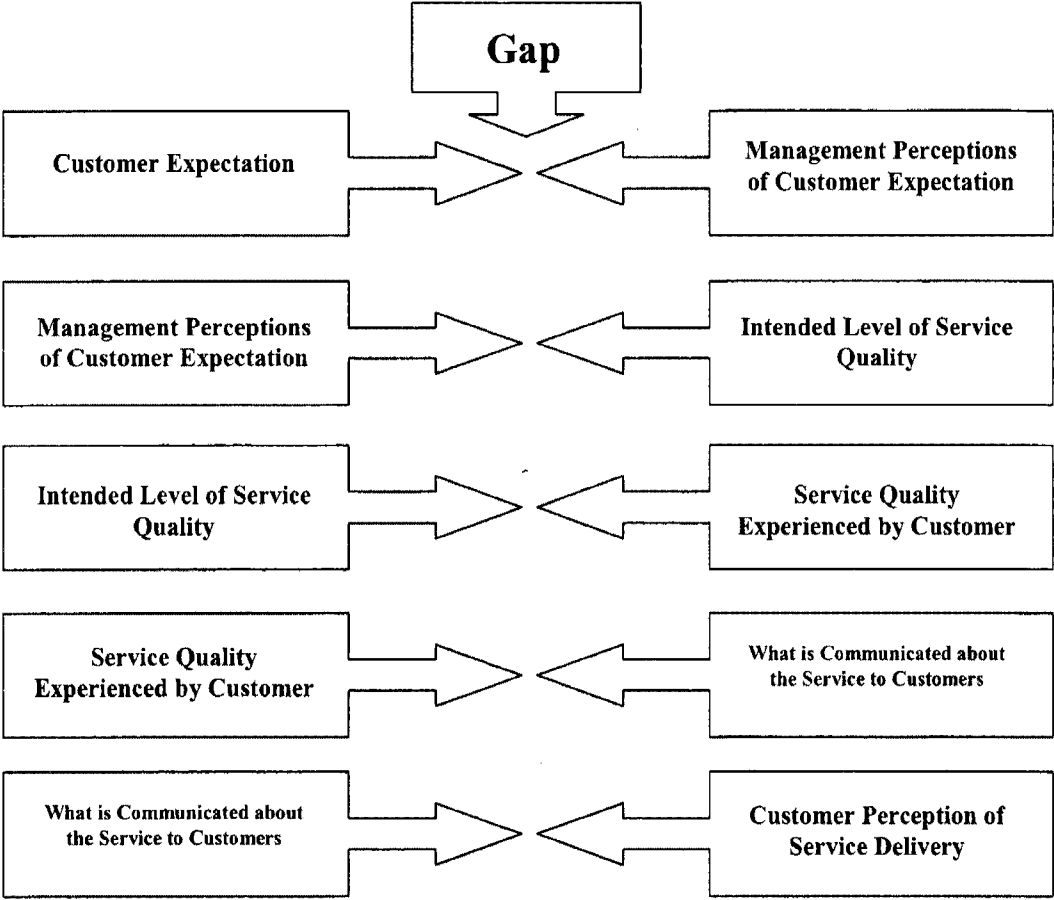 Gap
Customer Expectation
Management Perceptions
of Customer Expectation
Management Perceptions
of Customer Expectation
Intended Level of Service
Quality
Intended Level of Service
Quality
Service Quality
Experienced by Customer
Service Quality
Experienced by Customer
What is Communicated about
the Service to Customers
What is Communicated about
the Service to Customers
Customer Perception of
Service Delivery